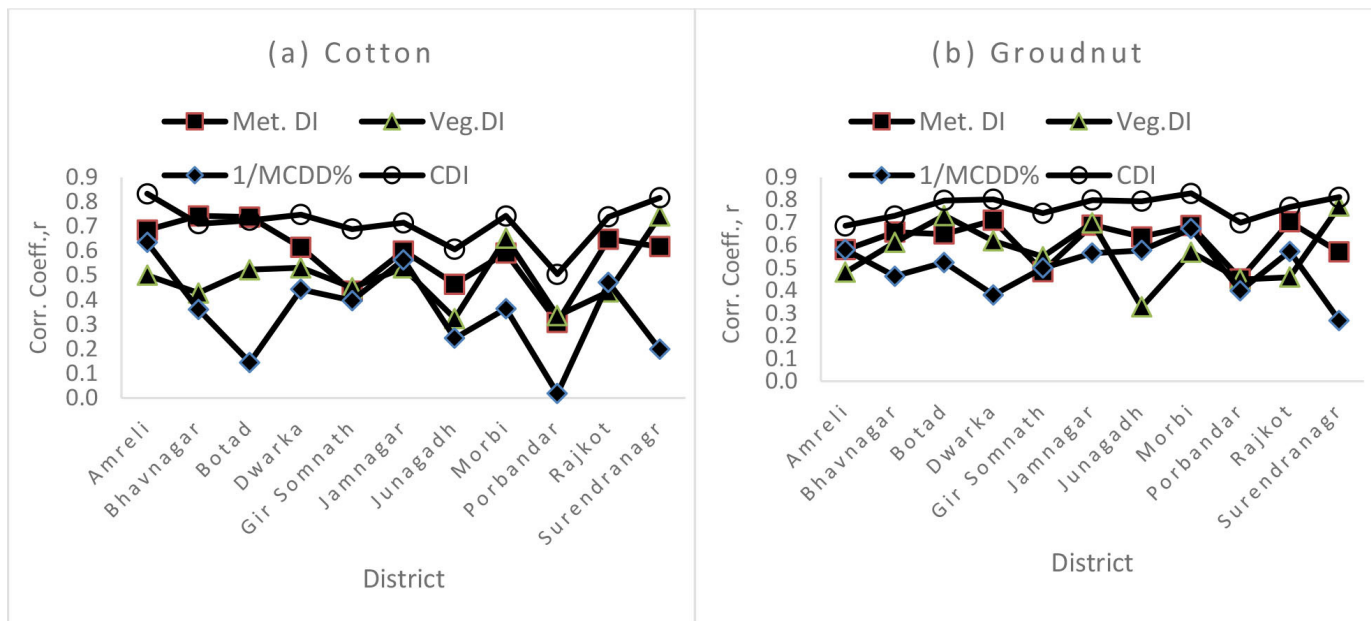 (a) Cotton
Met. DI
Veg.DI
1/MCDD%
CDI
Corr. Coeff.,r
0.9
0.8
0.7
0.6
0.5
0.4
0.3
0.2
0.1
0.0
Amreli
Bhavnagar
Botad
Dwarka
Gir Somnath
Jamnagar
Junagadh
Morbi
Porbandar
Rajkot
Surendranagr
District
(b) Groudnut
Met. DI
Veg.DI
1/MCDD%
CDI
Corr. Coeff., r
0.9
0.8
0.7
0.6
0.5
0.4
0.3
0.2
0.1
0.0
Amreli
Bhavnagar
Botad
Dwarka
Gir Somnath
Jamnagar
Junagadh
Morbi
Porbandar
Rajkot
Surendranagr
District